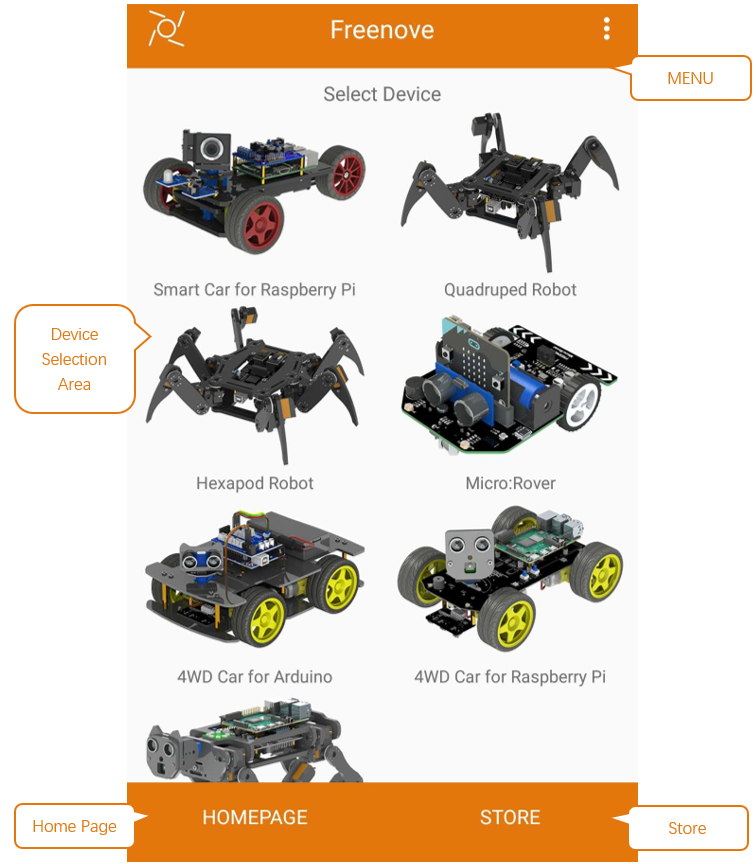 Freenove
MENU
Select Device
Smart Car for Raspberry Pi
Quadruped Robot
Device
Selection
Area
Hexapod Robot
Micro:Rover
4WD Car for Arduino
4WD Car for Raspberry Pi
Home Page
HOMEPAGE
STORE
Store